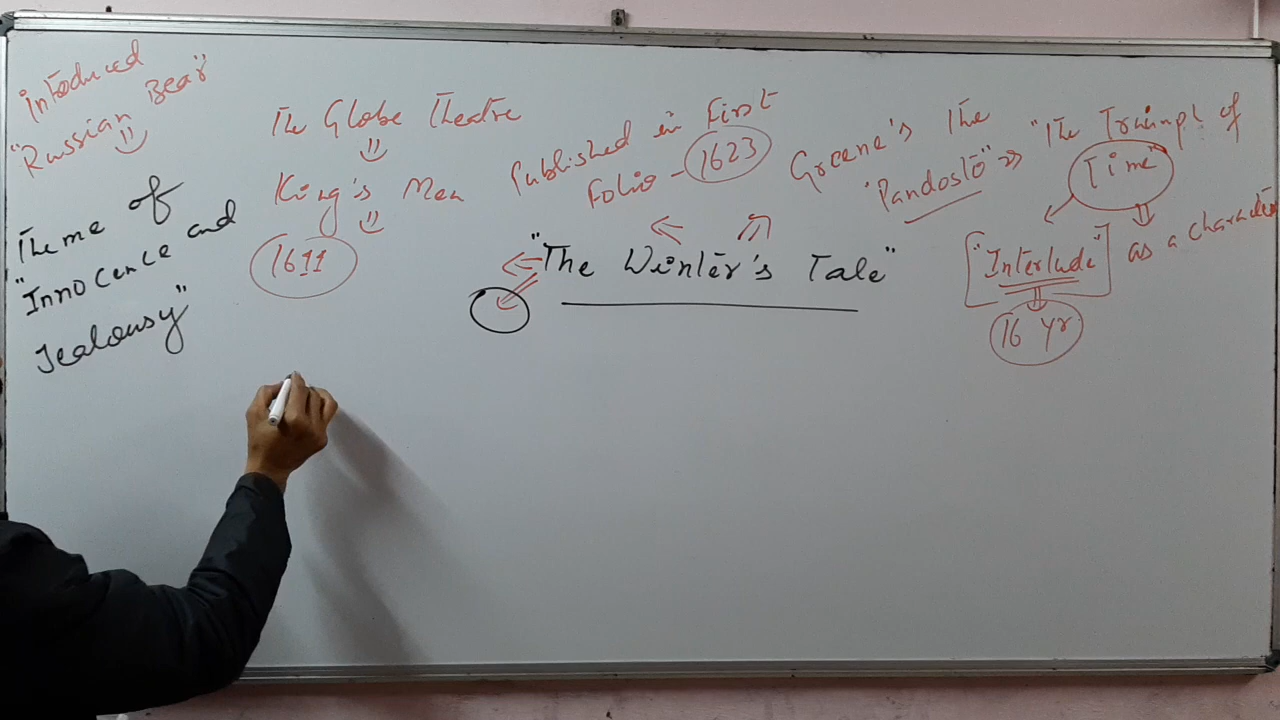 Introduced
"Russian Bear"
Theme of
"Innocence and
Jealousy"
The Globe Theatre
King's Men
1611
Published in First
Folio - 1623
Greene's The
"Pandosto" "The Triumph of
Time"
["Interlude"] as a character
16 Yr
"The Winter's Tale"